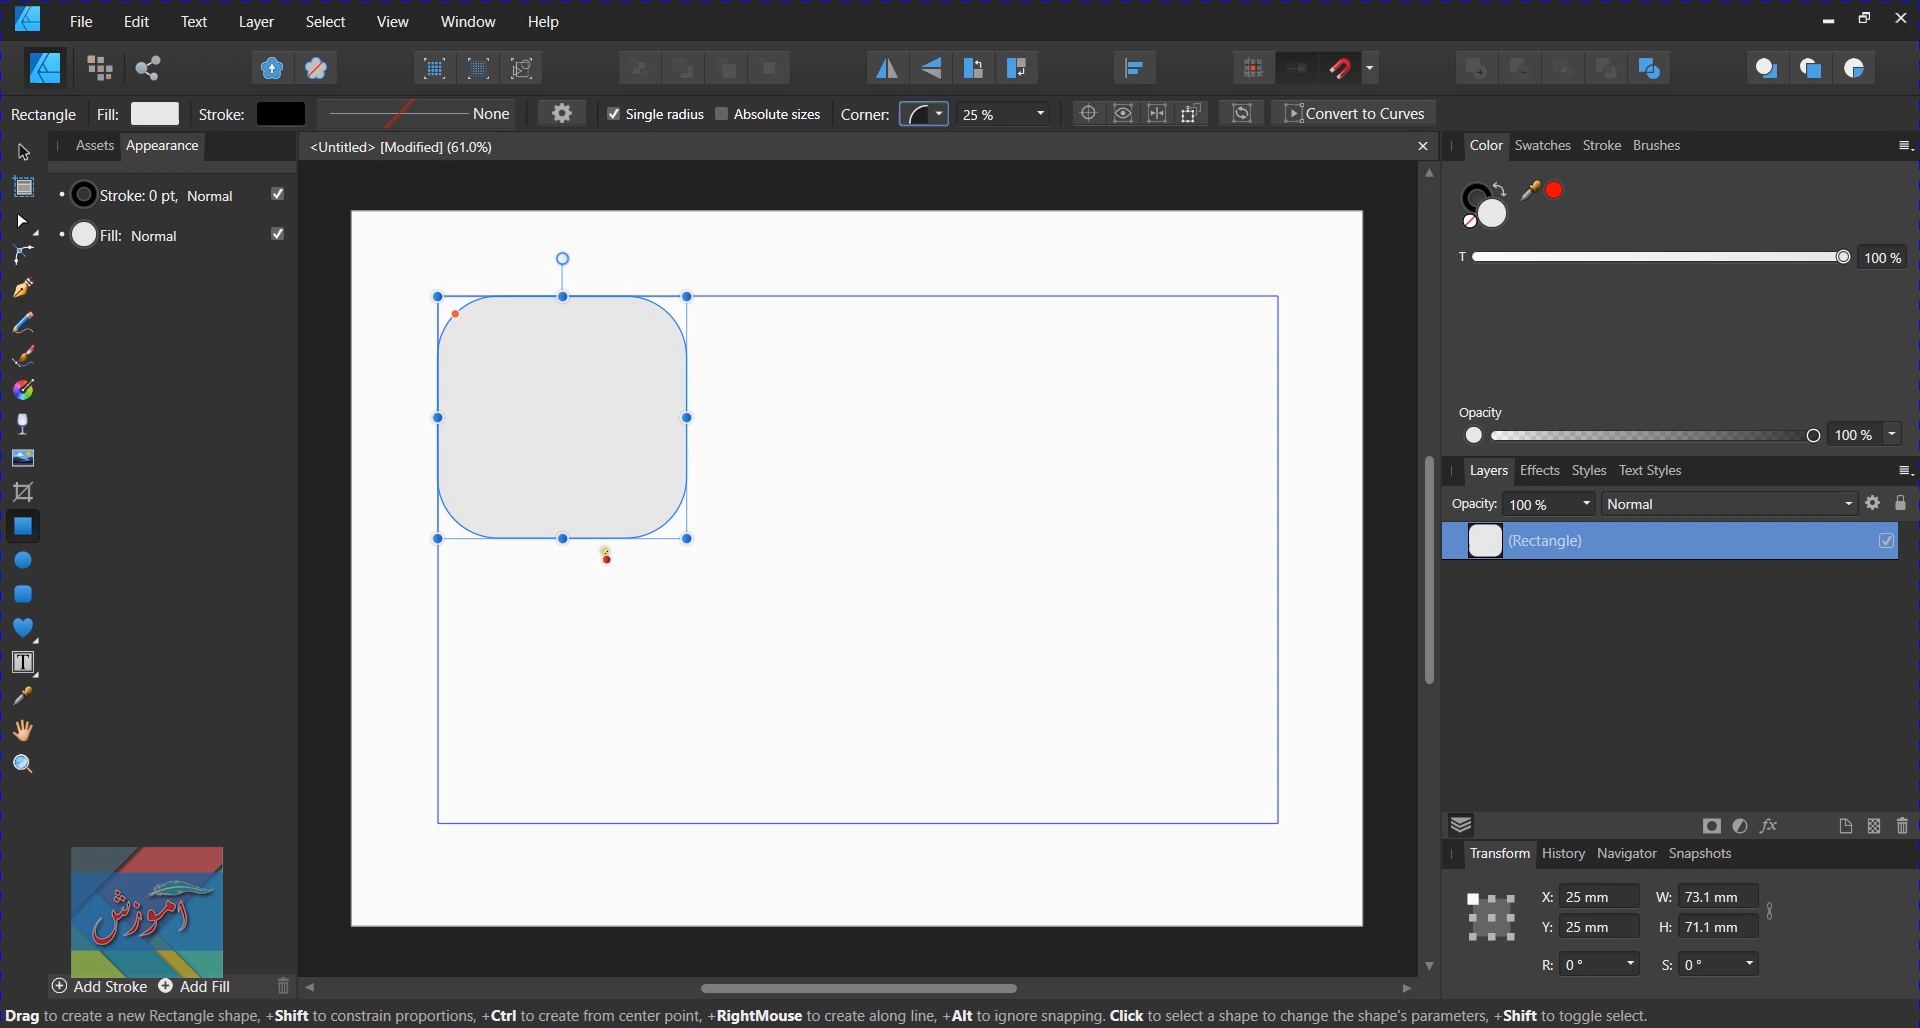 File Edit Text Layer Select View Window Help
Rectangle Fill: Stroke: None Single radius Absolute sizes Corner: 25 % Convert to Curves
Assets Appearance
<Untitled> [Modified] (61.0%)
Color Swatches Stroke Brushes
Stroke: 0 pt, Normal
Fill: Normal
T 100 %
Opacity
100 %
Layers Effects Styles Text Styles
Opacity: 100 % Normal
(Rectangle)
fx
Transform History Navigator Snapshots
X: 25 mm W: 73.1 mm
Y: 25 mm H: 71.1 mm
R: 0 ° S: 0 °
آموزش
Add Stroke Add Fill
Drag to create a new Rectangle shape, +Shift to constrain proportions, +Ctrl to create from center point, +RightMouse to create along line, +Alt to ignore snapping. Click to select a shape to change the shape's parameters, +Shift to toggle select.